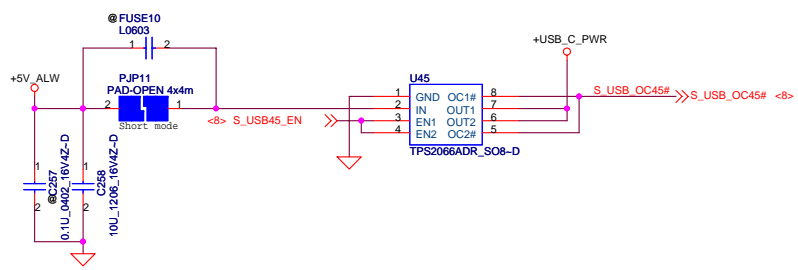 @ FUSE10
L0603
1 2
+5V_ALW
PJP11
PAD-OPEN 4x4m
2 1
Short mode
<8> S_USB45_EN
+USB_C_PWR
U45
1 GND OC1# 8
2 IN OUT1 7
3 EN1 OUT2 6
4 EN2 OC2# 5
TPS2066ADR_SO8~D
S_USB_OC45#
S_USB_OC45# <8>
1
2
@C257
0.1U_0402_16V4Z~D
1
2
C258
10U_1206_16V4Z~D